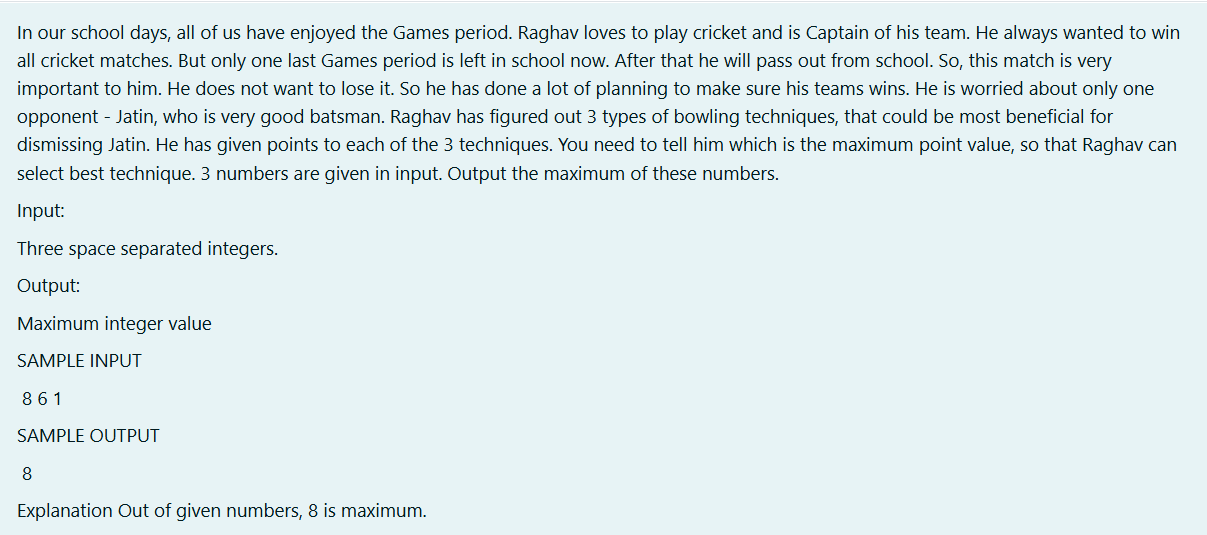 In our school days, all of us have enjoyed the Games period. Raghav loves to play cricket and is Captain of his team. He always wanted to win
all cricket matches. But only one last Games period is left in school now. After that he will pass out from school. So, this match is very
important to him. He does not want to lose it. So he has done a lot of planning to make sure his teams wins. He is worried about only one
opponent - Jatin, who is very good batsman. Raghav has figured out 3 types of bowling techniques, that could be most beneficial for
dismissing Jatin. He has given points to each of the 3 techniques. You need to tell him which is the maximum point value, so that Raghav can
select best technique. 3 numbers are given in input. Output the maximum of these numbers.
Input:
Three space separated integers.
Output:
Maximum integer value
SAMPLE INPUT
8 6 1
SAMPLE OUTPUT
8
Explanation Out of given numbers, 8 is maximum.